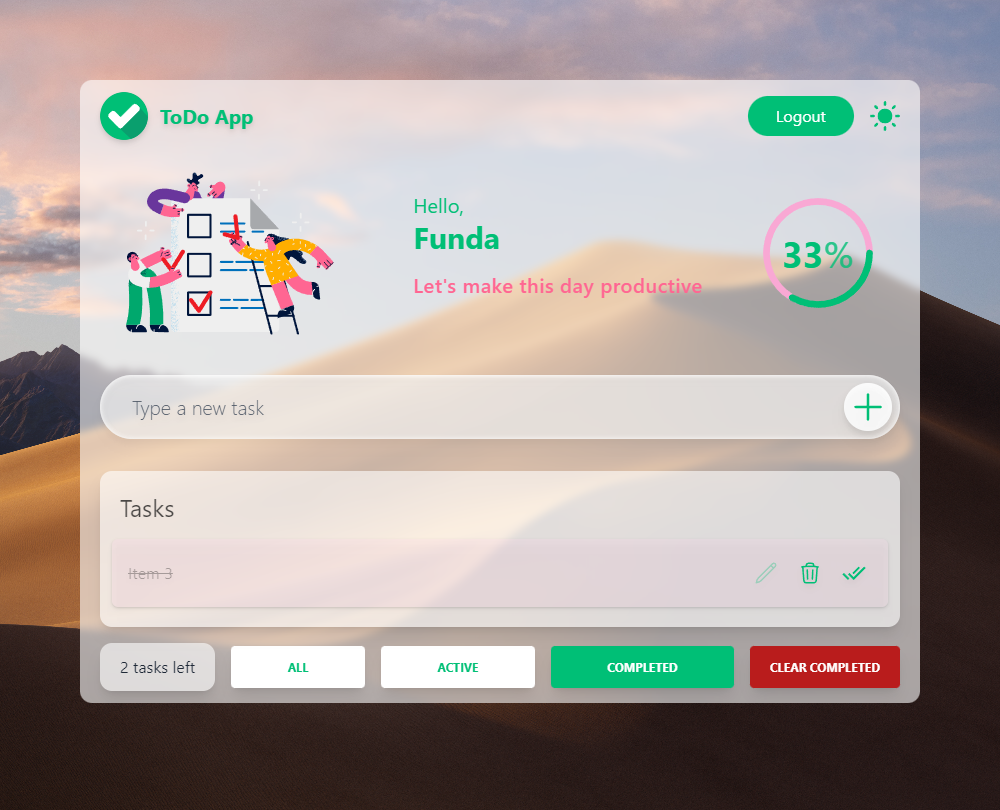 ToDo App
Logout
Hello,
Funda
Let's make this day productive
33%
Type a new task
Tasks
Item 3
2 tasks left
ALL
ACTIVE
COMPLETED
CLEAR COMPLETED